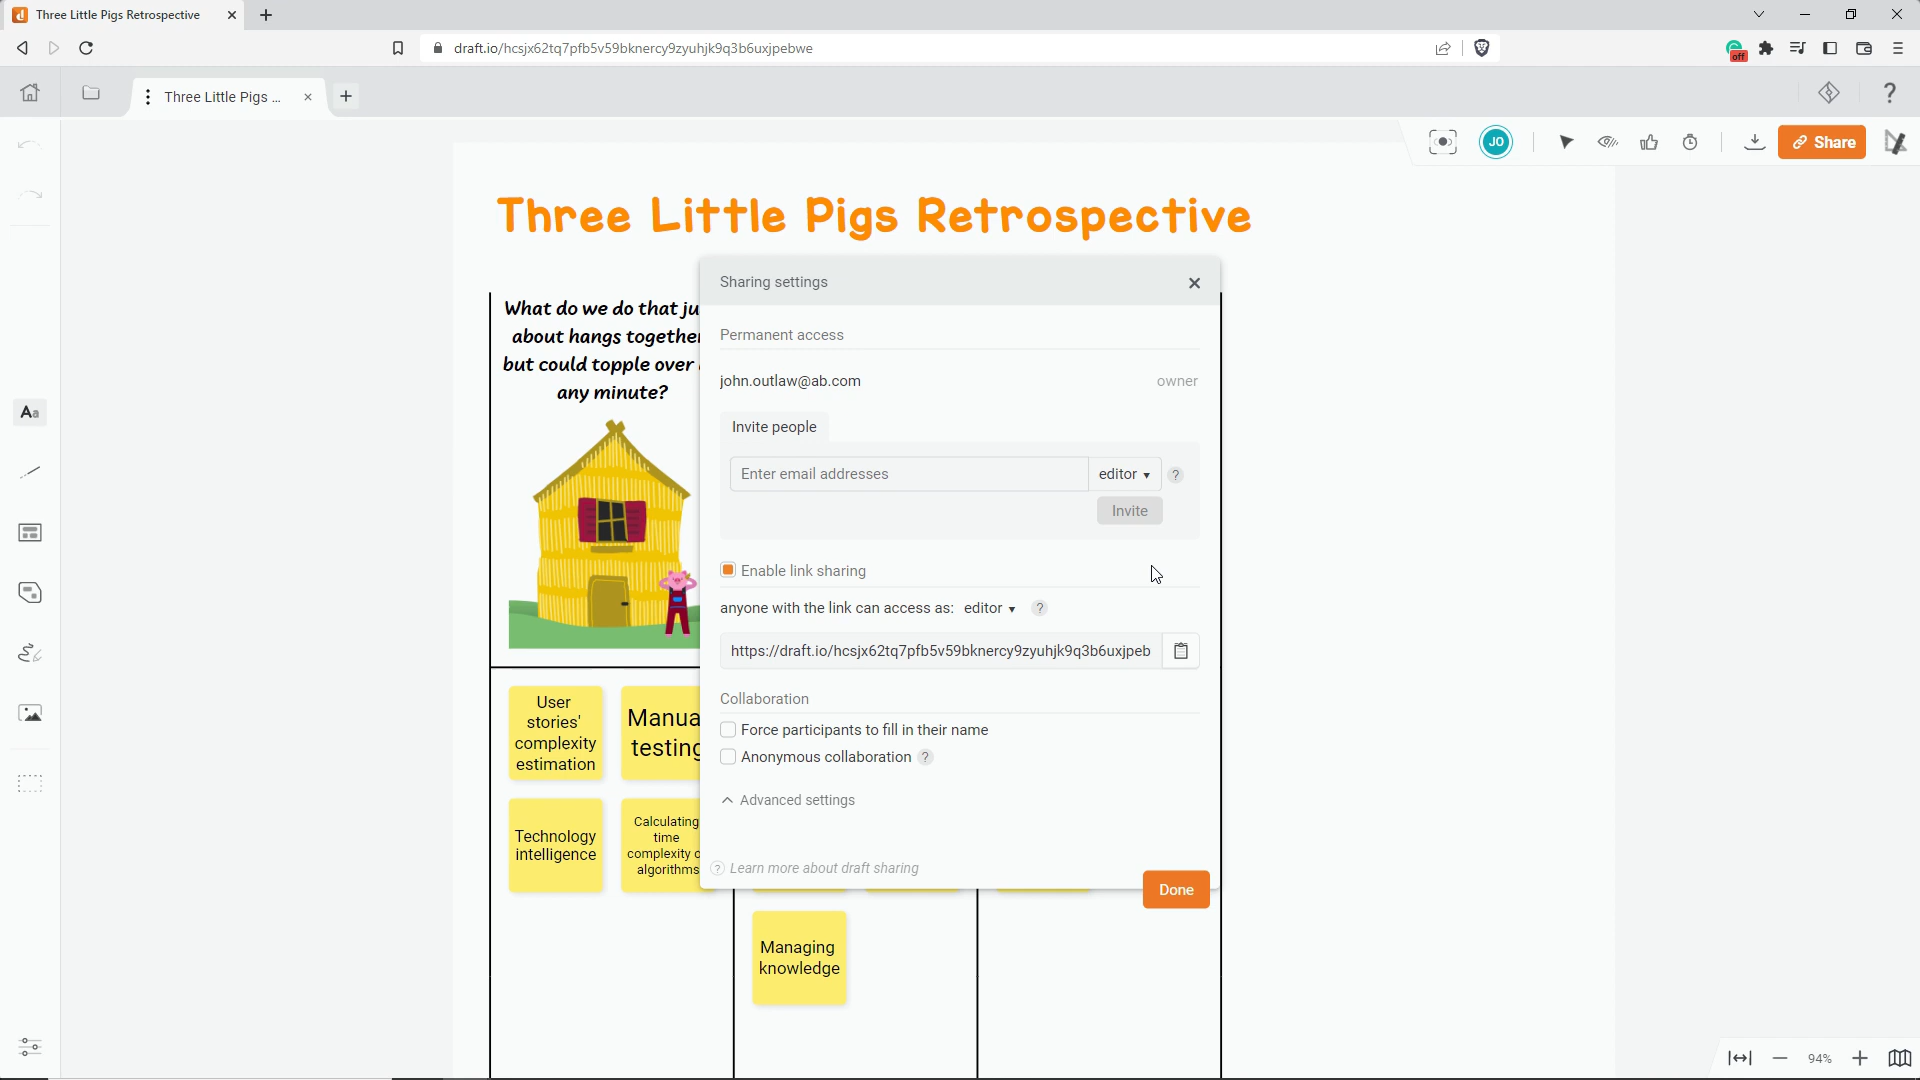 Three Little Pigs Retrospective
draft.io/hcsjx62tq7pfb5v59bknercy9zyuhjk9q3b6uxjpebwe
off
Three Little Pigs ...
JO
Share
Three Little Pigs Retrospective
What do we do that ju
about hangs together
but could topple over
any minute?
Sharing settings
Permanent access
john.outlaw@ab.com
owner
Invite people
Enter email addresses
editor
?
Invite
Enable link sharing
anyone with the link can access as: editor ?
https://draft.io/hcsjx62tq7pfb5v59bknercy9zyuhjk9q3b6uxjpeb
Collaboration
Force participants to fill in their name
Anonymous collaboration ?
Advanced settings
? Learn more about draft sharing
Done
Aa
User
stories'
complexity
estimation
Manua
testing
Technology
intelligence
Calculating
time
complexity o
algorithms
Managing
knowledge
94%